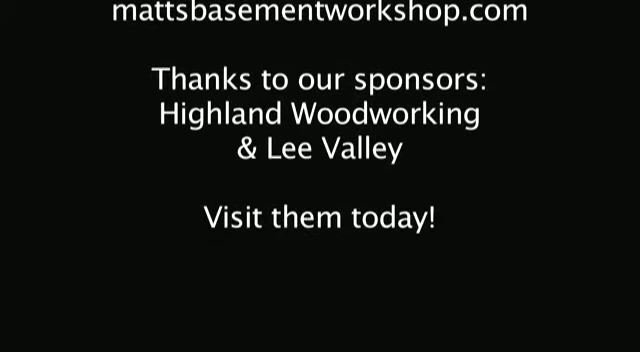 mattsbasementworkshop.com
Thanks to our sponsors:
Highland Woodworking
& Lee Valley
Visit them today!